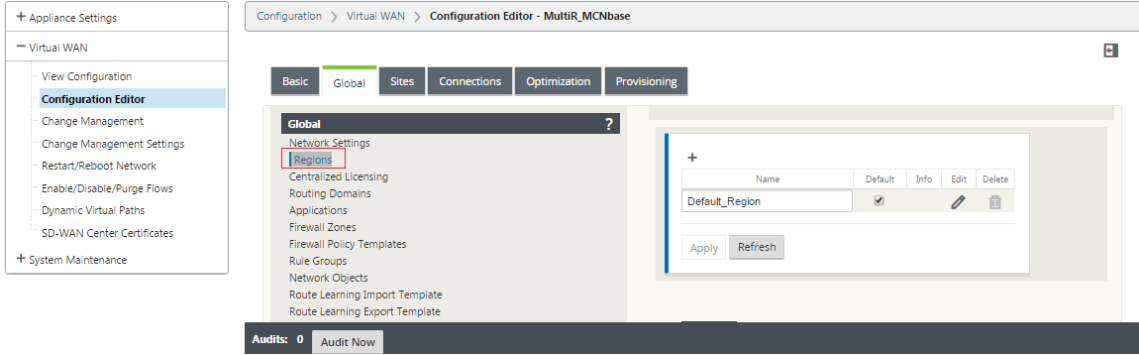 + Appliance Settings
− Virtual WAN
View Configuration
Configuration Editor
Change Management
Change Management Settings
Restart/Reboot Network
Enable/Disable/Purge Flows
Dynamic Virtual Paths
SD-WAN Center Certificates
+ System Maintenance
Configuration > Virtual WAN > Configuration Editor - MultiR_MCNbase
Basic Global Sites Connections Optimization Provisioning
Global ?
Network Settings
Regions
Centralized Licensing
Routing Domains
Applications
Firewall Zones
Firewall Policy Templates
Rule Groups
Network Objects
Route Learning Import Template
Route Learning Export Template
+
Name Default Info Edit Delete
Default_Region
Apply Refresh
Audits: 0 Audit Now